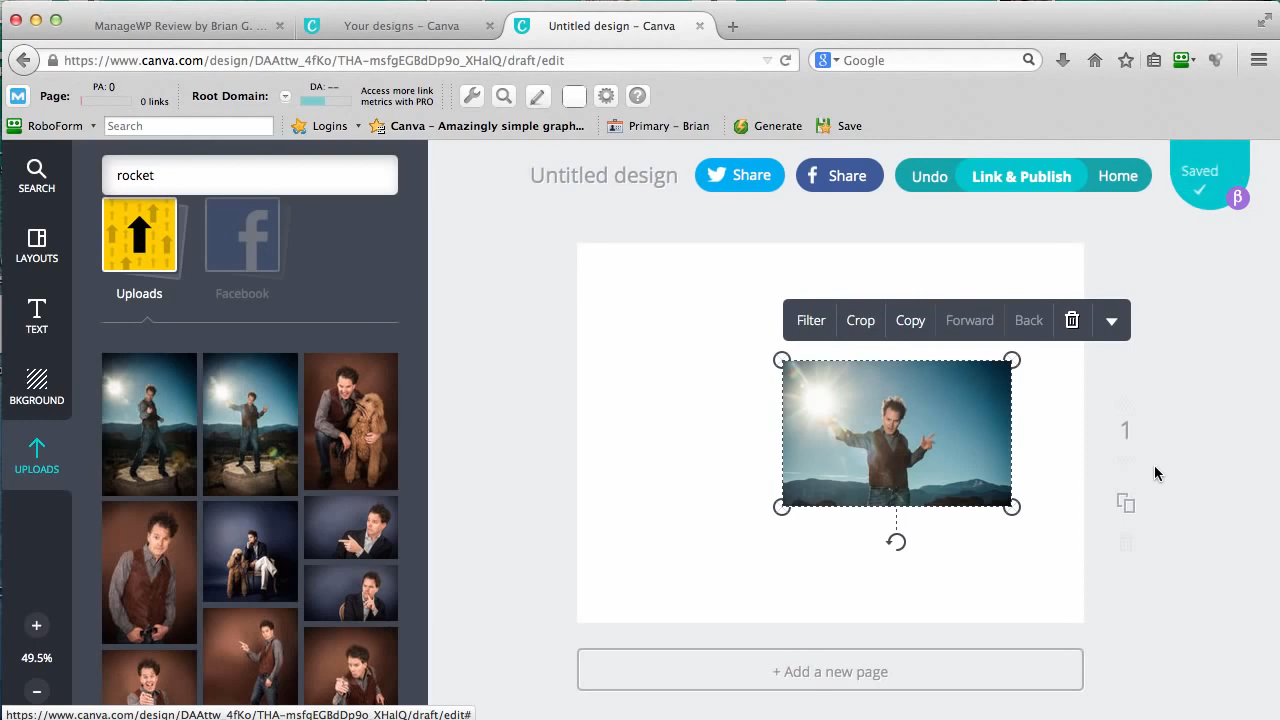 ManageWP Review by Brian G. ...
Your designs – Canva
Untitled design – Canva
https://www.canva.com/design/DAAttw_4fKo/THA-msfgEGBdDp9o_XHalQ/draft/edit
Google
Page:
PA: 0
0 links
Root Domain:
DA: --
Access more link
metrics with PRO
RoboForm
Search
Logins
Canva – Amazingly simple graph...
Primary – Brian
Generate
Save
SEARCH
LAYOUTS
TEXT
BKGROUND
UPLOADS
49.5%
rocket
Uploads
Facebook
Untitled design
Share
Share
Undo
Link & Publish
Home
Saved
β
Filter
Crop
Copy
Forward
Back
1
+ Add a new page
https://www.canva.com/design/DAAttw_4fKo/THA-msfgEGBdDp9o_XHalQ/draft/edit#